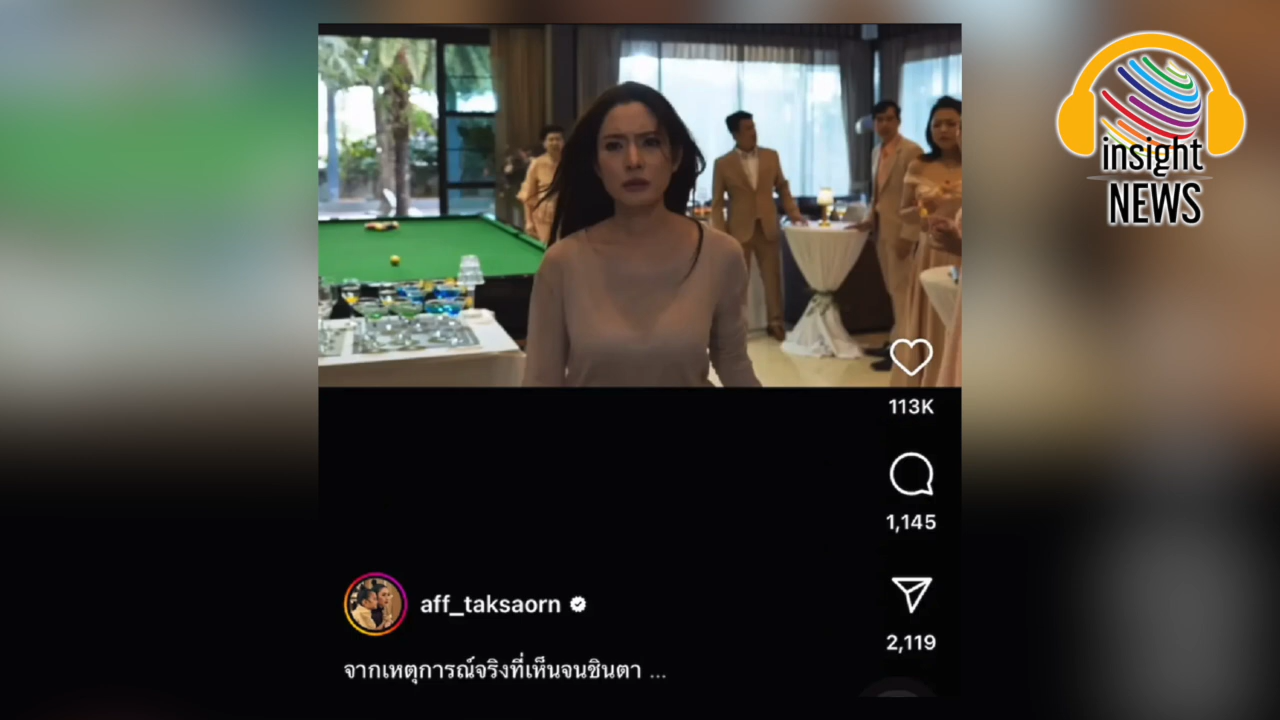 insight
NEWS
113K
1,145
aff_taksaorn
2,119
จากเหตุการณ์จริงที่เห็นจนชินตา ...